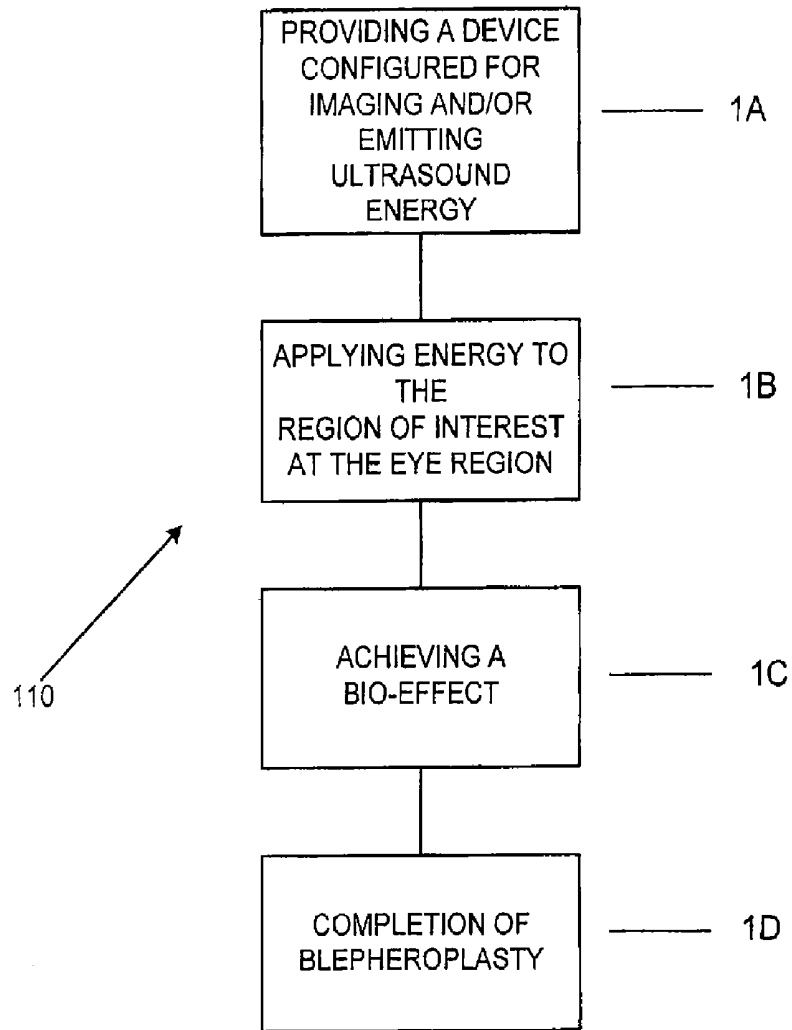 PROVIDING A DEVICE
CONFIGURED FOR
IMAGING AND/OR
EMITTING
ULTRASOUND
ENERGY
1A
APPLYING ENERGY TO
THE
REGION OF INTEREST
AT THE EYE REGION
1B
ACHIEVING A
BIO-EFFECT
1C
110
COMPLETION OF
BLEPHEROPLASTY
1D